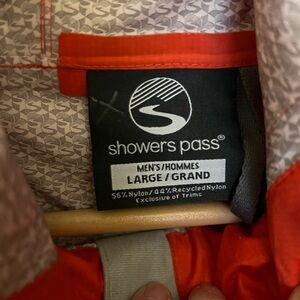 showers pass®
MEN'S/HOMMES
LARGE / GRAND
56% Nylon/44% Recycled Nylon
Exclusive of Trims